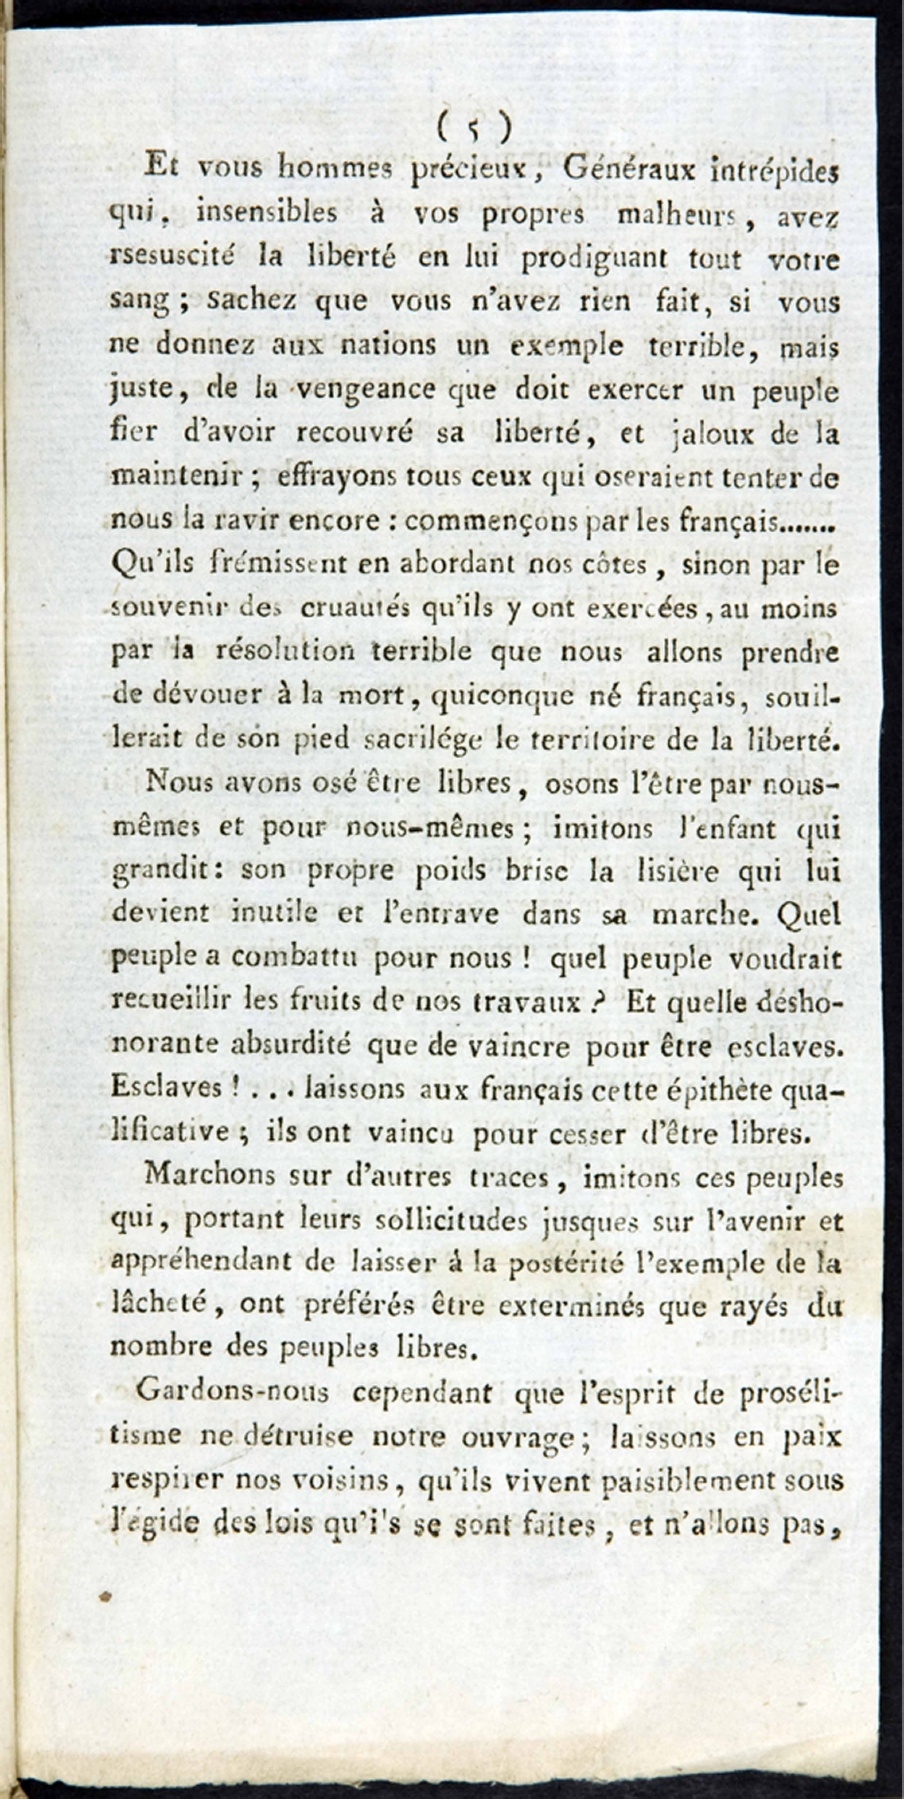 ( 5 )
Et vous hommes précieux, Généraux intrépides
qui, insensibles à vos propres malheurs, avez
rsesuscité la liberté en lui prodiguant tout votre
sang ; sachez que vous n'avez rien fait, si vous
ne donnez aux nations un exemple terrible, mais
juste, de la vengeance que doit exercer un peuple
fier d'avoir recouvré sa liberté, et jaloux de la
maintenir ; effrayons tous ceux qui oseraient tenter de
nous la ravir encore : commençons par les français.......
Qu'ils frémissent en abordant nos côtes, sinon par le
souvenir des cruautés qu'ils y ont exercées, au moins
par la résolution terrible que nous allons prendre
de dévouer à la mort, quiconque né français, souil-
lerait de son pied sacrilége le territoire de la liberté.
Nous avons osé être libres, osons l'être par nous-
mêmes et pour nous-mêmes ; imitons l'enfant qui
grandit : son propre poids brise la lisière qui lui
devient inutile et l'entrave dans sa marche. Quel
peuple a combattu pour nous ! quel peuple voudrait
recueillir les fruits de nos travaux ? Et quelle désho-
norante absurdité que de vaincre pour être esclaves.
Esclaves ! . . . laissons aux français cette épithète qua-
lificative ; ils ont vaincu pour cesser d'être libres.
Marchons sur d'autres traces, imitons ces peuples
qui, portant leurs sollicitudes jusques sur l'avenir et
appréhendant de laisser à la postérité l'exemple de la
lâcheté, ont préférés être exterminés que rayés du
nombre des peuples libres.
Gardons-nous cependant que l'esprit de proséli-
tisme ne détruise notre ouvrage ; laissons en paix
respirer nos voisins, qu'ils vivent paisiblement sous
l'égide des lois qu'ils se sont faites, et n'allons pas,